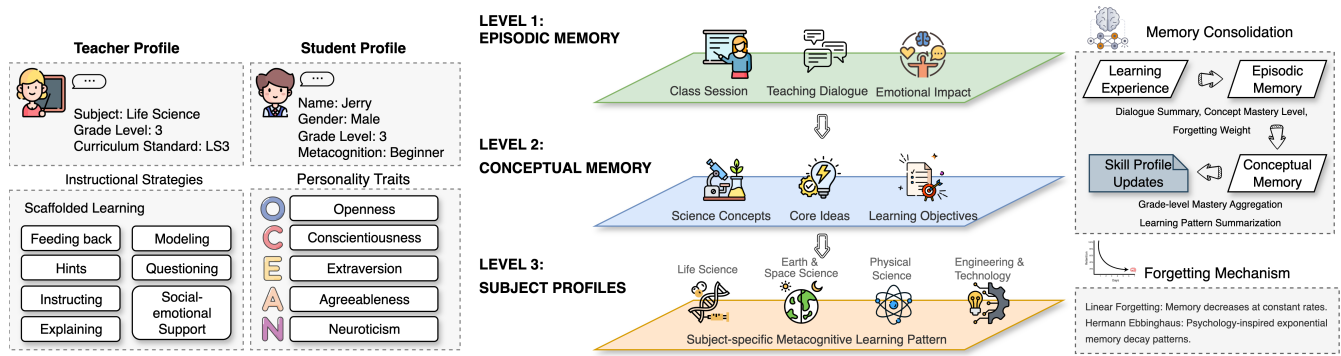 Teacher Profile
Subject: Life Science
Grade Level: 3
Curriculum Standard: LS3
Student Profile
Name: Jerry
Gender: Male
Grade Level: 3
Metacognition: Beginner
Instructional Strategies
Scaffolded Learning
Feeding back
Modeling
Hints
Questioning
Instructing
Social-
emotional
Support
Explaining
Personality Traits
O Openness
C Conscientiousness
E Extraversion
A Agreeableness
N Neuroticism
LEVEL 1:
EPISODIC MEMORY
Class Session
Teaching Dialogue
Emotional Impact
LEVEL 2:
CONCEPTUAL MEMORY
Science Concepts
Core Ideas
Learning Objectives
LEVEL 3:
SUBJECT PROFILES
Life Science
Earth &
Space Science
Physical
Science
Engineering &
Technology
Subject-specific Metacognitive Learning Pattern
Memory Consolidation
Learning
Experience
Episodic
Memory
Dialogue Summary, Concept Mastery Level,
Forgetting Weight
Skill Profile
Updates
Conceptual
Memory
Grade-level Mastery Aggregation
Learning Pattern Summarization
Forgetting Mechanism
Linear Forgetting: Memory decreases at constant rates.
Hermann Ebbinghaus: Psychology-inspired exponential
memory decay patterns.